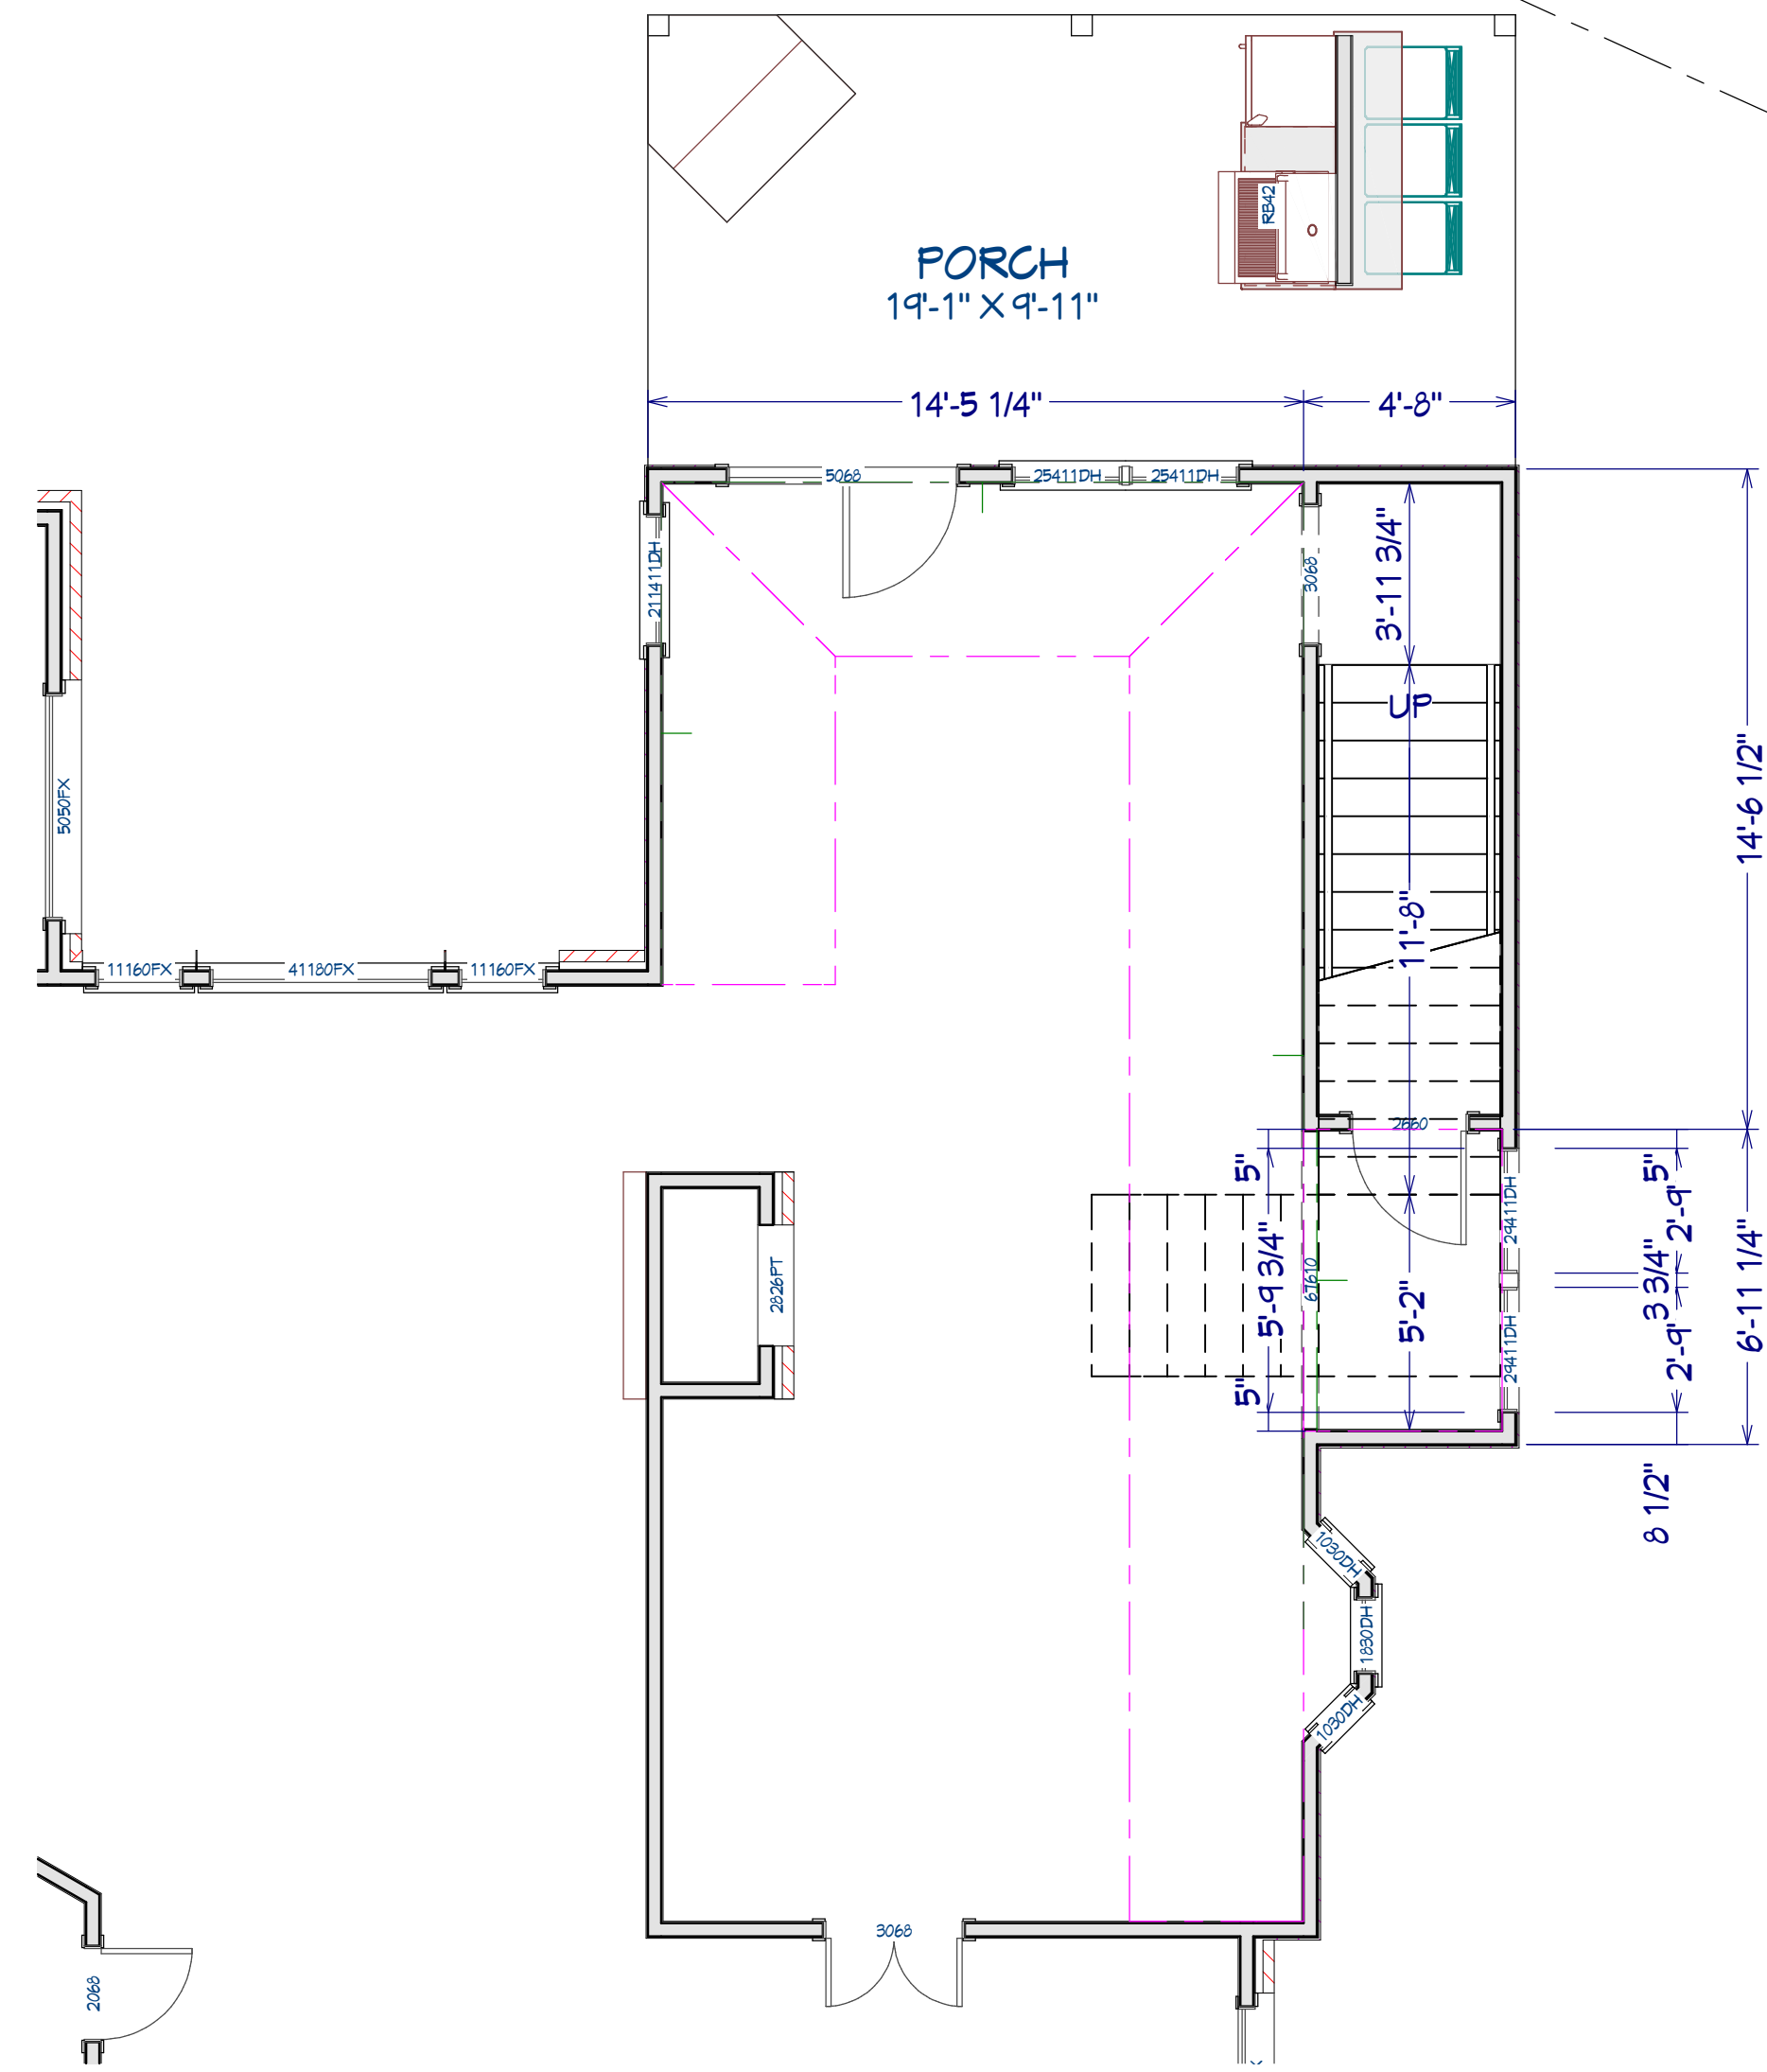 RB42
PORCH
19'-1" X 9'-11"
14'-5 1/4"
4'-8"
5068
25411DH
25411DH
211411DH
3068
3'-11 3/4"
UP
14'-6 1/2"
5050FX
11'-8"
11160FX
41180FX
11160FX
2660
5"
5'-9 3/4"
5"
67610
5'-2"
29411DH
29411DH
5"
2'-9"
3 3/4"
2'-9"
6'-11 1/4"
8 1/2"
2826PT
1030DH
1830DH
1030DH
3068
2068